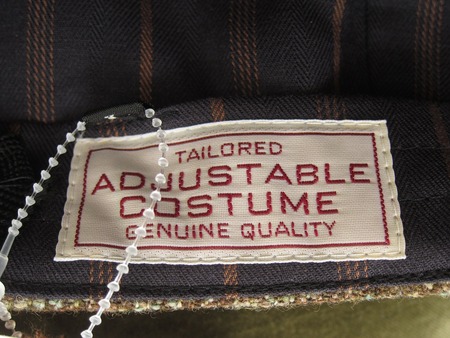 TAILORED
ADJUSTABLE
COSTUME
GENUINE QUALITY